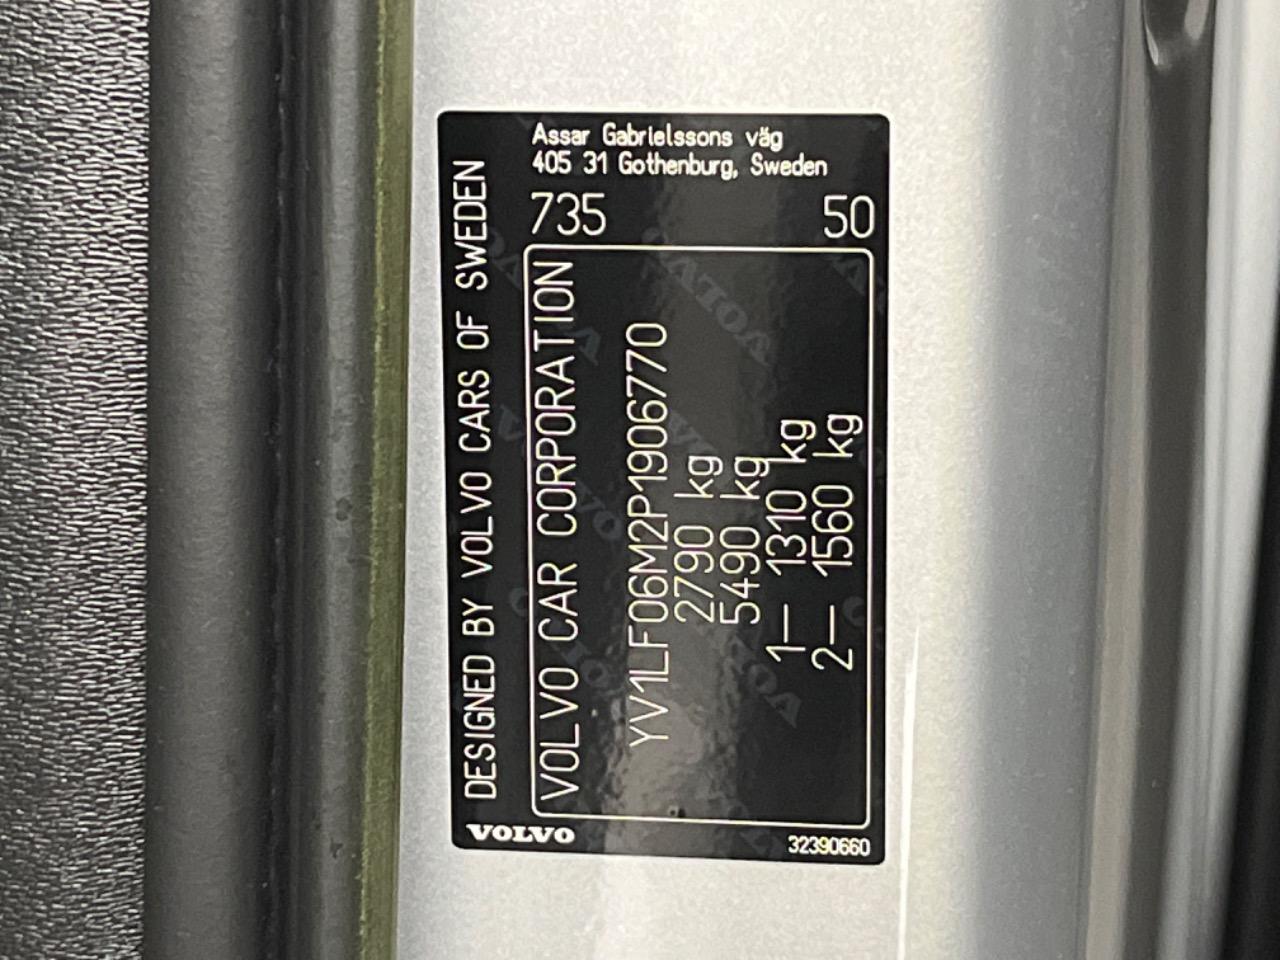 VOLVO
DESIGNED BY VOLVO CARS OF SWEDEN
VOLVO CAR CORPORATION
YV1LF06M2P1906770
2790 kg
5490 kg
1— 1310 kg
2— 1560 kg
32390660
Assar Gabrielssons väg
405 31 Gothenburg, Sweden
735
50